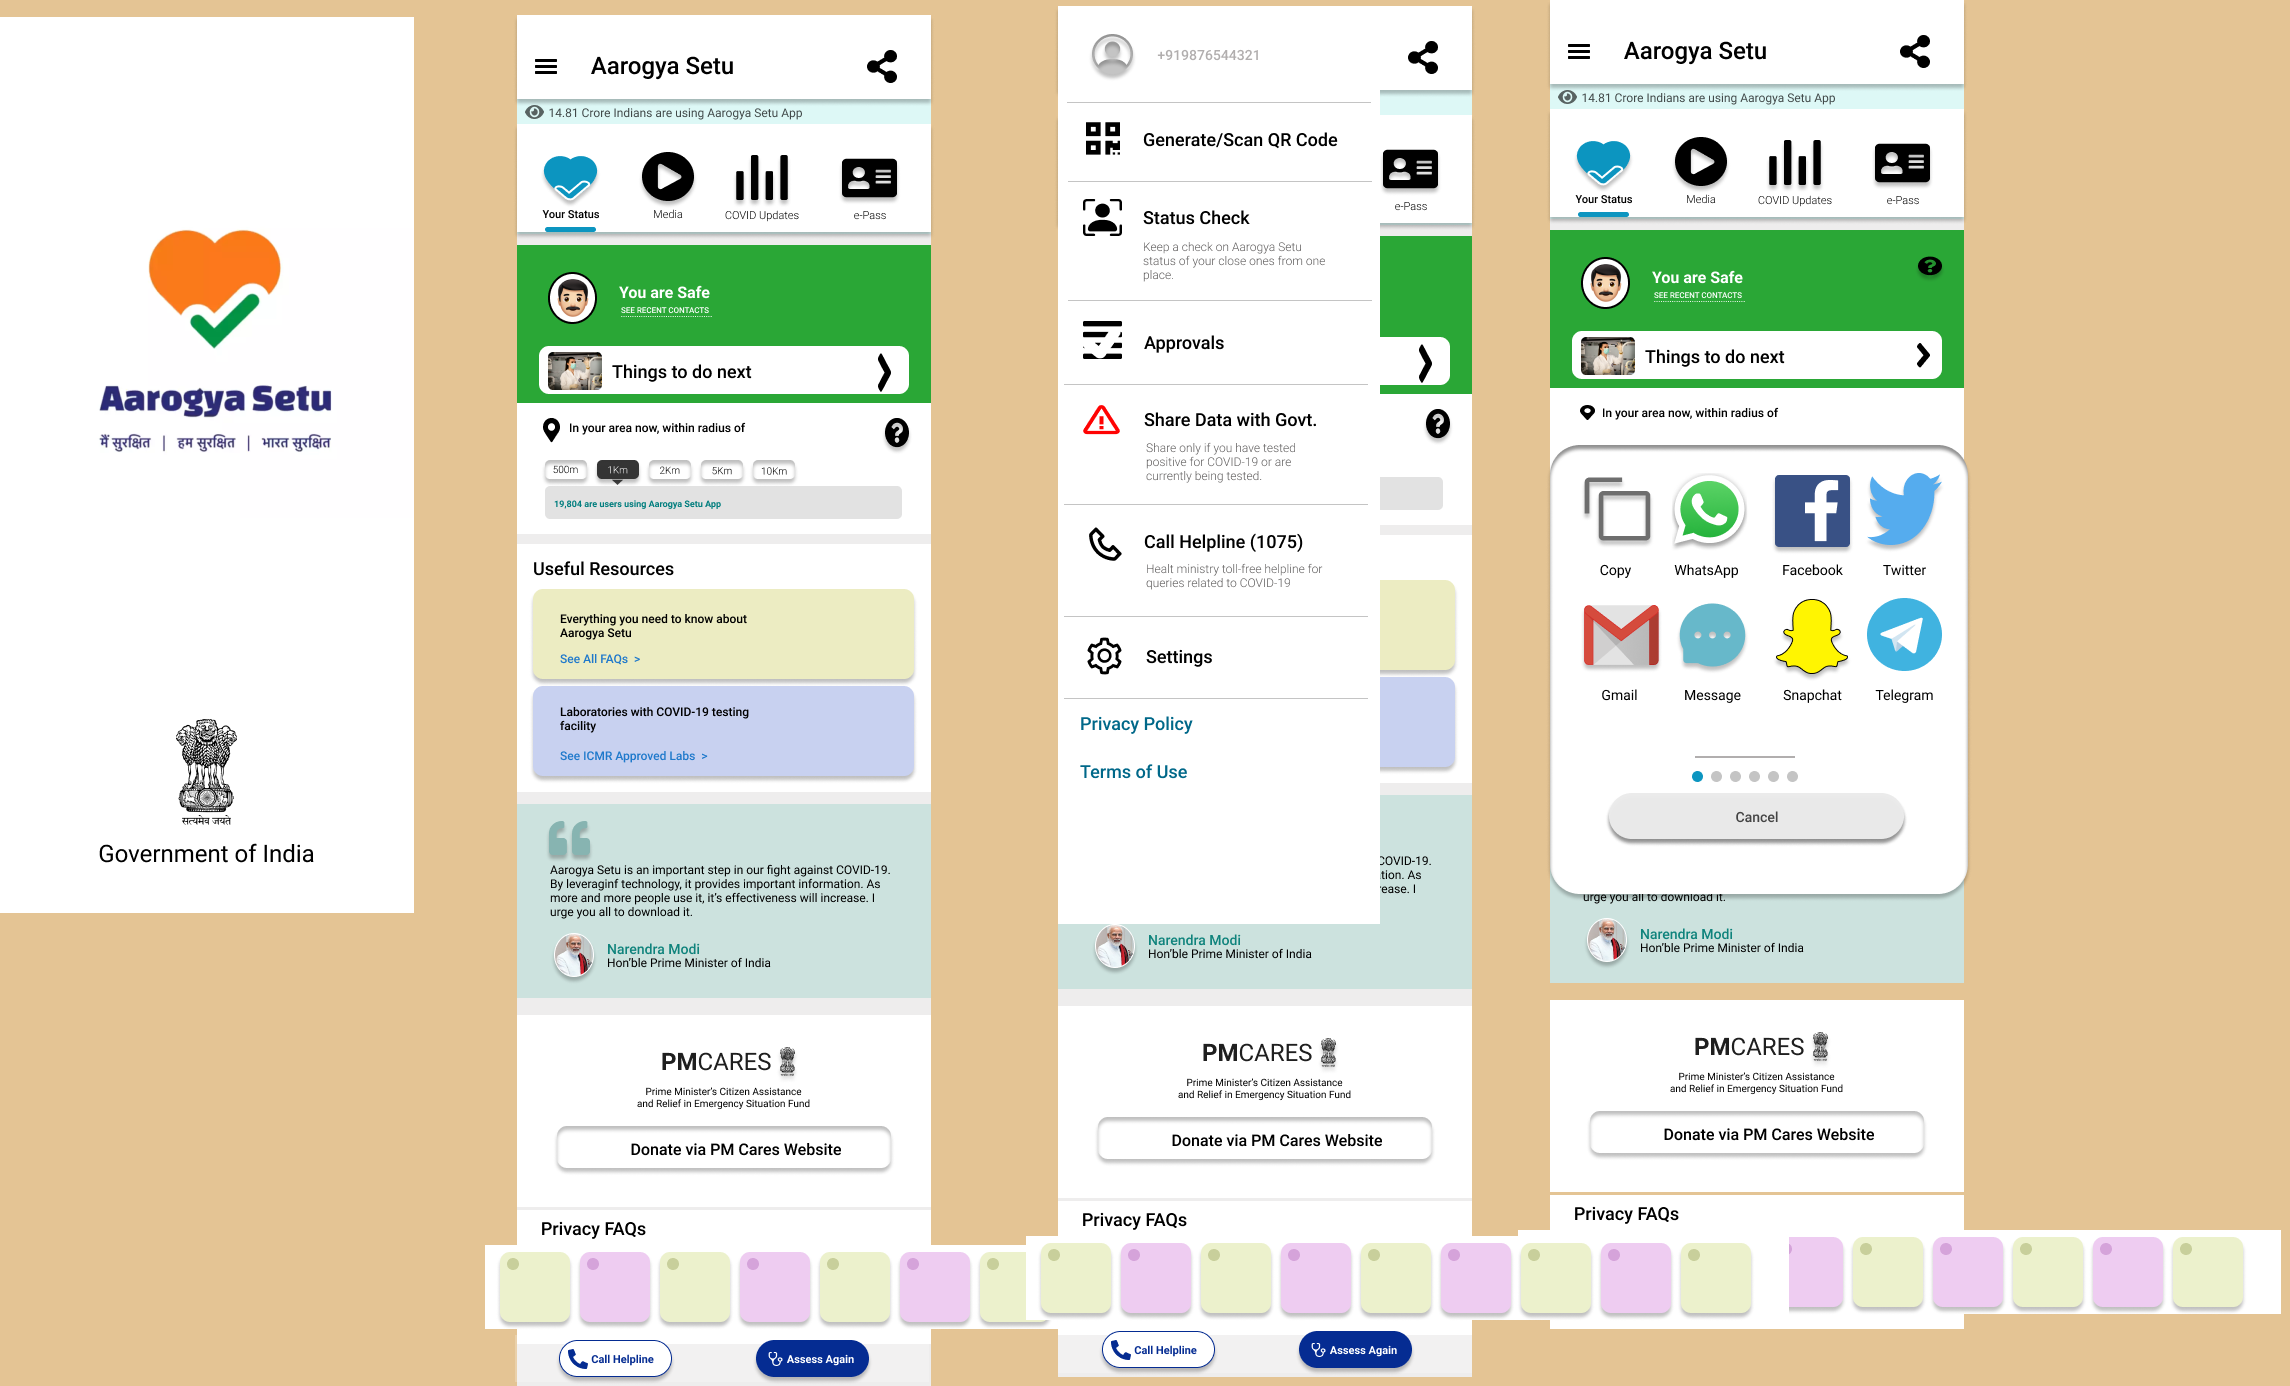 Aarogya Setu
मैं सुरक्षित | हम सुरक्षित | भारत सुरक्षित
सत्यमेव जयते
Government of India
Aarogya Setu
14.81 Crore Indians are using Aarogya Setu App
Your Status
Media
COVID Updates
e-Pass
You are Safe
SEE RECENT CONTACTS
Things to do next
In your area now, within radius of
500m
1Km
2Km
5Km
10Km
19,804 are users using Aarogya Setu App
Useful Resources
Everything you need to know about
Aarogya Setu
See All FAQs >
Laboratories with COVID-19 testing
facility
See ICMR Approved Labs >
Aarogya Setu is an important step in our fight against COVID-19.
By leveraginf technology, it provides important information. As
more and more people use it, it's effectiveness will increase. I
urge you all to download it.
Narendra Modi
Hon'ble Prime Minister of India
PMCARES
Prime Minister's Citizen Assistance
and Relief in Emergency Situation Fund
Donate via PM Cares Website
Privacy FAQs
Call Helpline
Assess Again
+919876544321
Generate/Scan QR Code
Status Check
Keep a check on Aarogya Setu
status of your close ones from one
place.
Approvals
Share Data with Govt.
Share only if you have tested
positive for COVID-19 or are
currently being tested.
Call Helpline (1075)
Healt ministry toll-free helpline for
queries related to COVID-19
Settings
Privacy Policy
Terms of Use
e-Pass
COVID-19.
tion. As
ease. I
Narendra Modi
Hon'ble Prime Minister of India
PMCARES
Prime Minister's Citizen Assistance
and Relief in Emergency Situation Fund
Donate via PM Cares Website
Privacy FAQs
Call Helpline
Assess Again
Aarogya Setu
14.81 Crore Indians are using Aarogya Setu App
Your Status
Media
COVID Updates
e-Pass
You are Safe
SEE RECENT CONTACTS
Things to do next
In your area now, within radius of
Copy
WhatsApp
Facebook
Twitter
Gmail
Message
Snapchat
Telegram
Cancel
urge you all to download it.
Narendra Modi
Hon'ble Prime Minister of India
PMCARES
Prime Minister's Citizen Assistance
and Relief in Emergency Situation Fund
Donate via PM Cares Website
Privacy FAQs